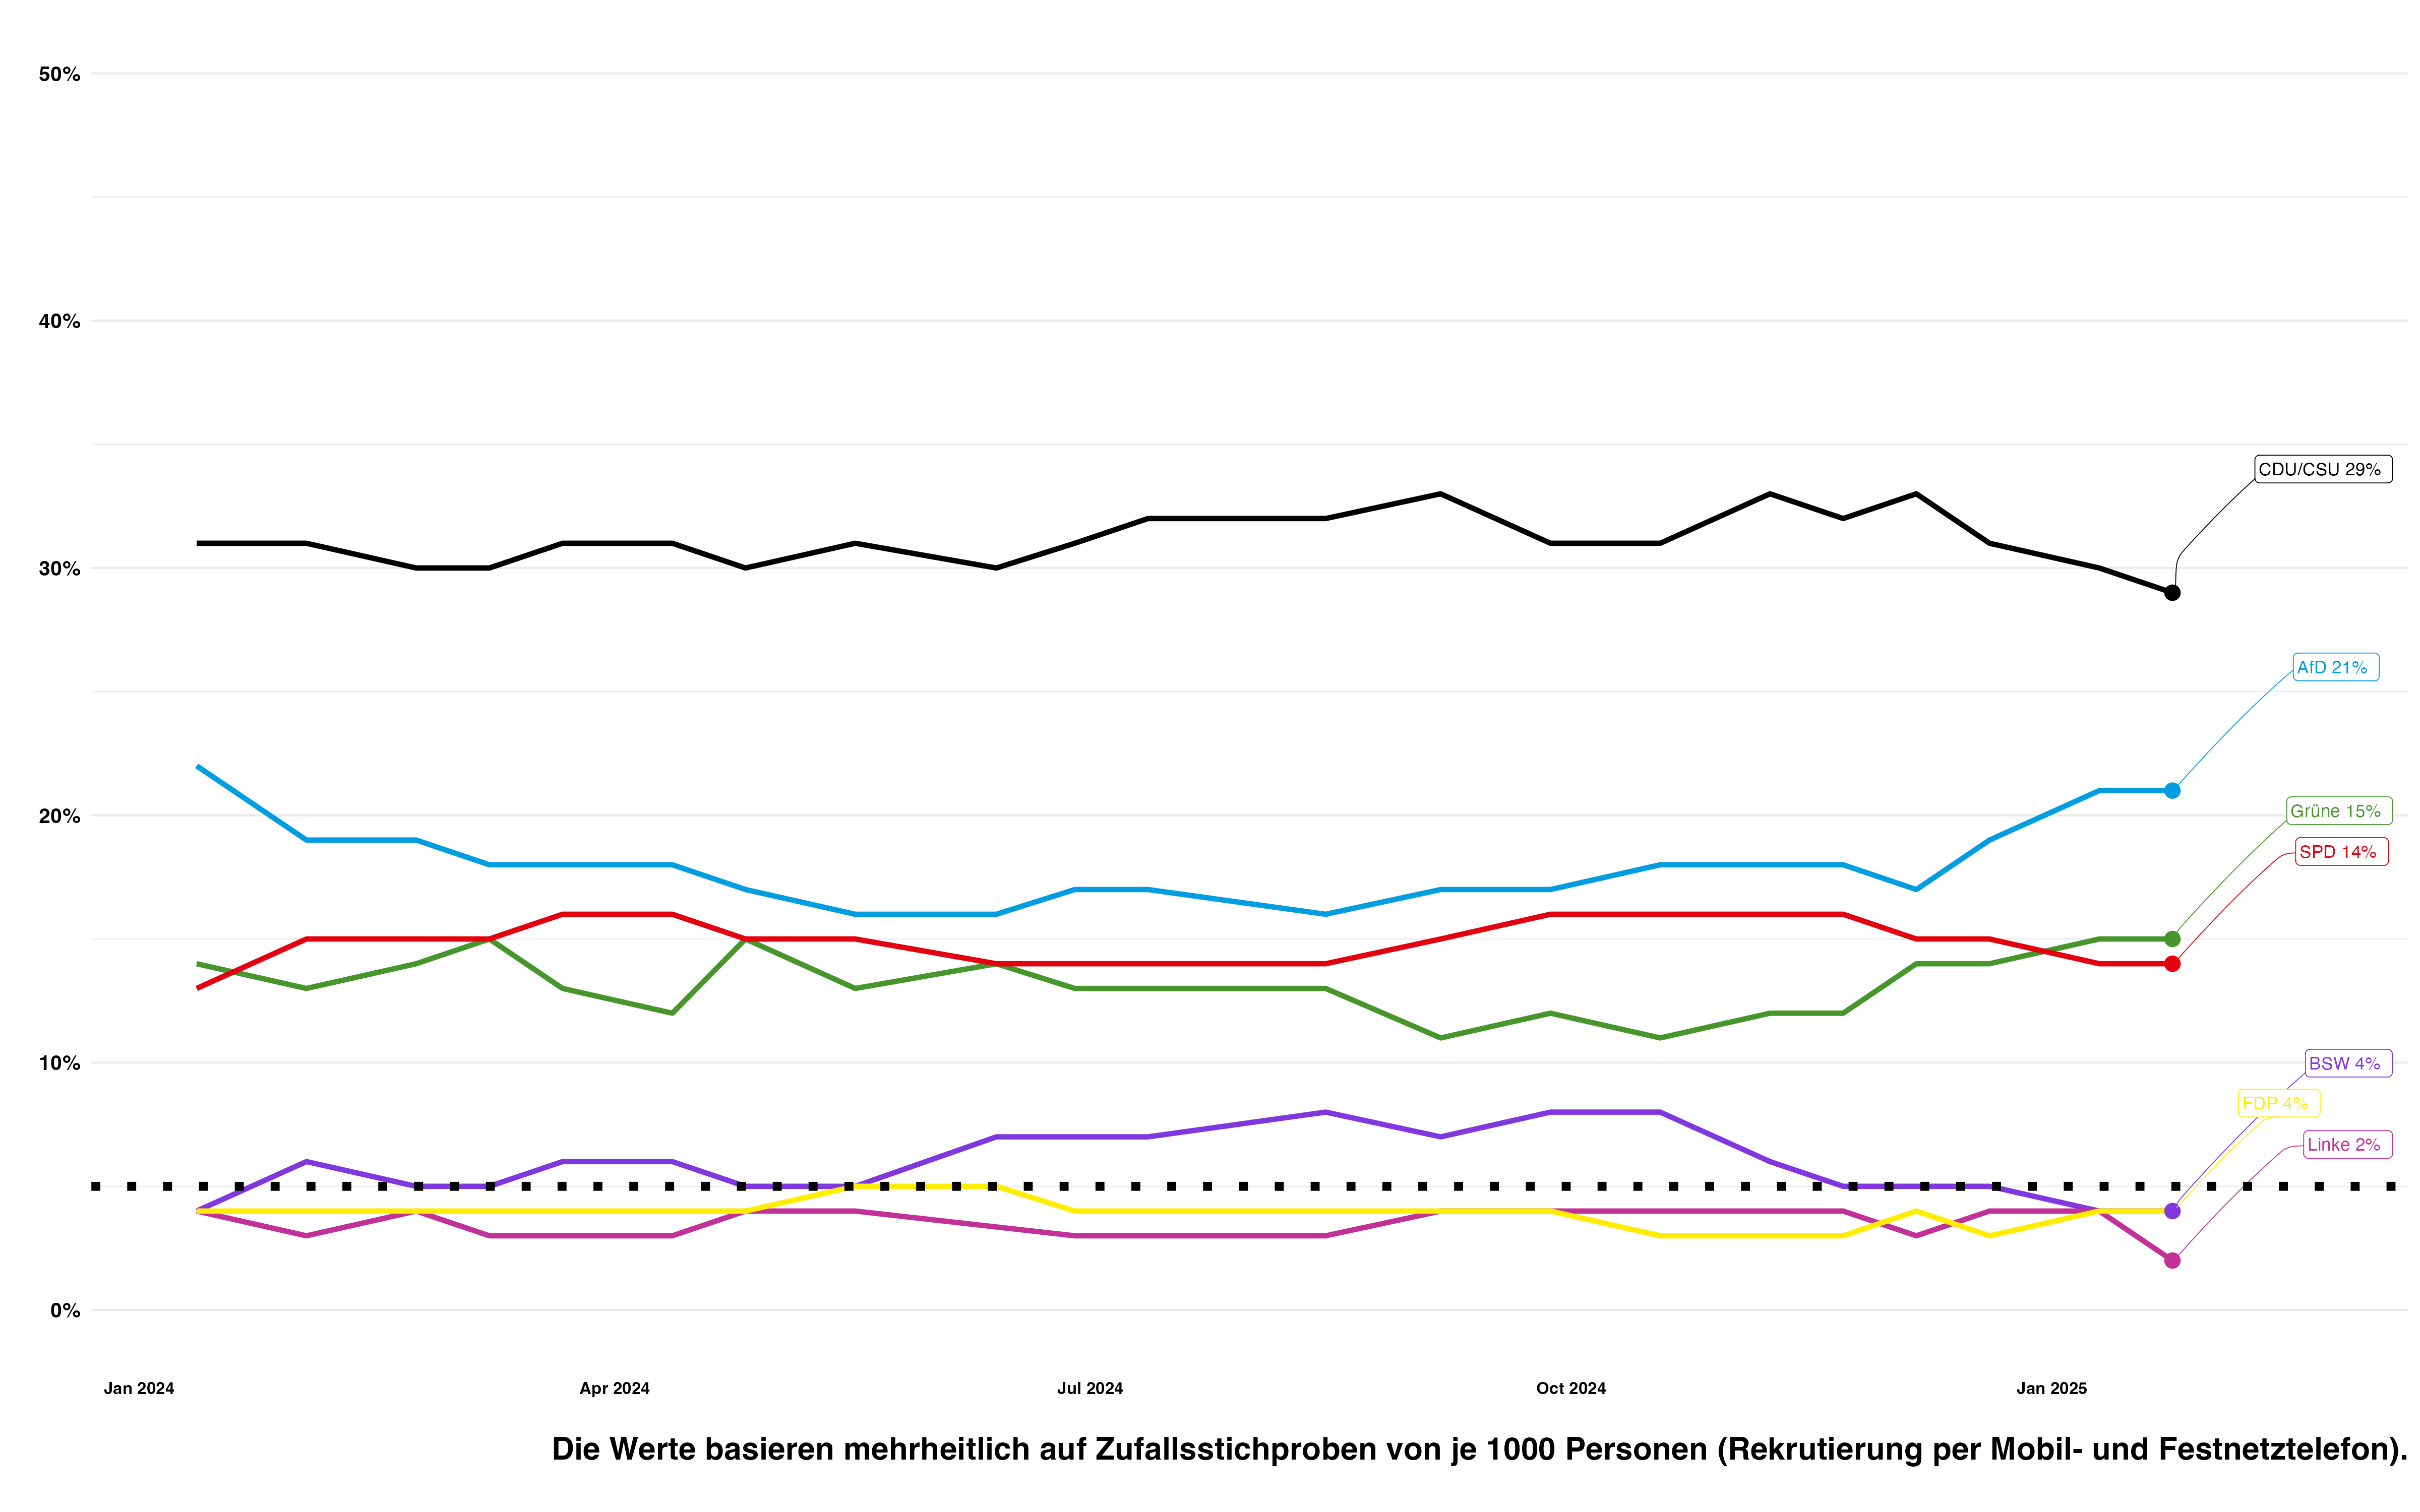 50%
40%
30%
20%
10%
0%
CDU/CSU 29%
AfD 21%
Grüne 15%
SPD 14%
BSW 4%
FDP 4%
Linke 2%
Jan 2024
Apr 2024
Jul 2024
Oct 2024
Jan 2025
Die Werte basieren mehrheitlich auf Zufallsstichproben von je 1000 Personen (Rekrutierung per Mobil- und Festnetztelefon).